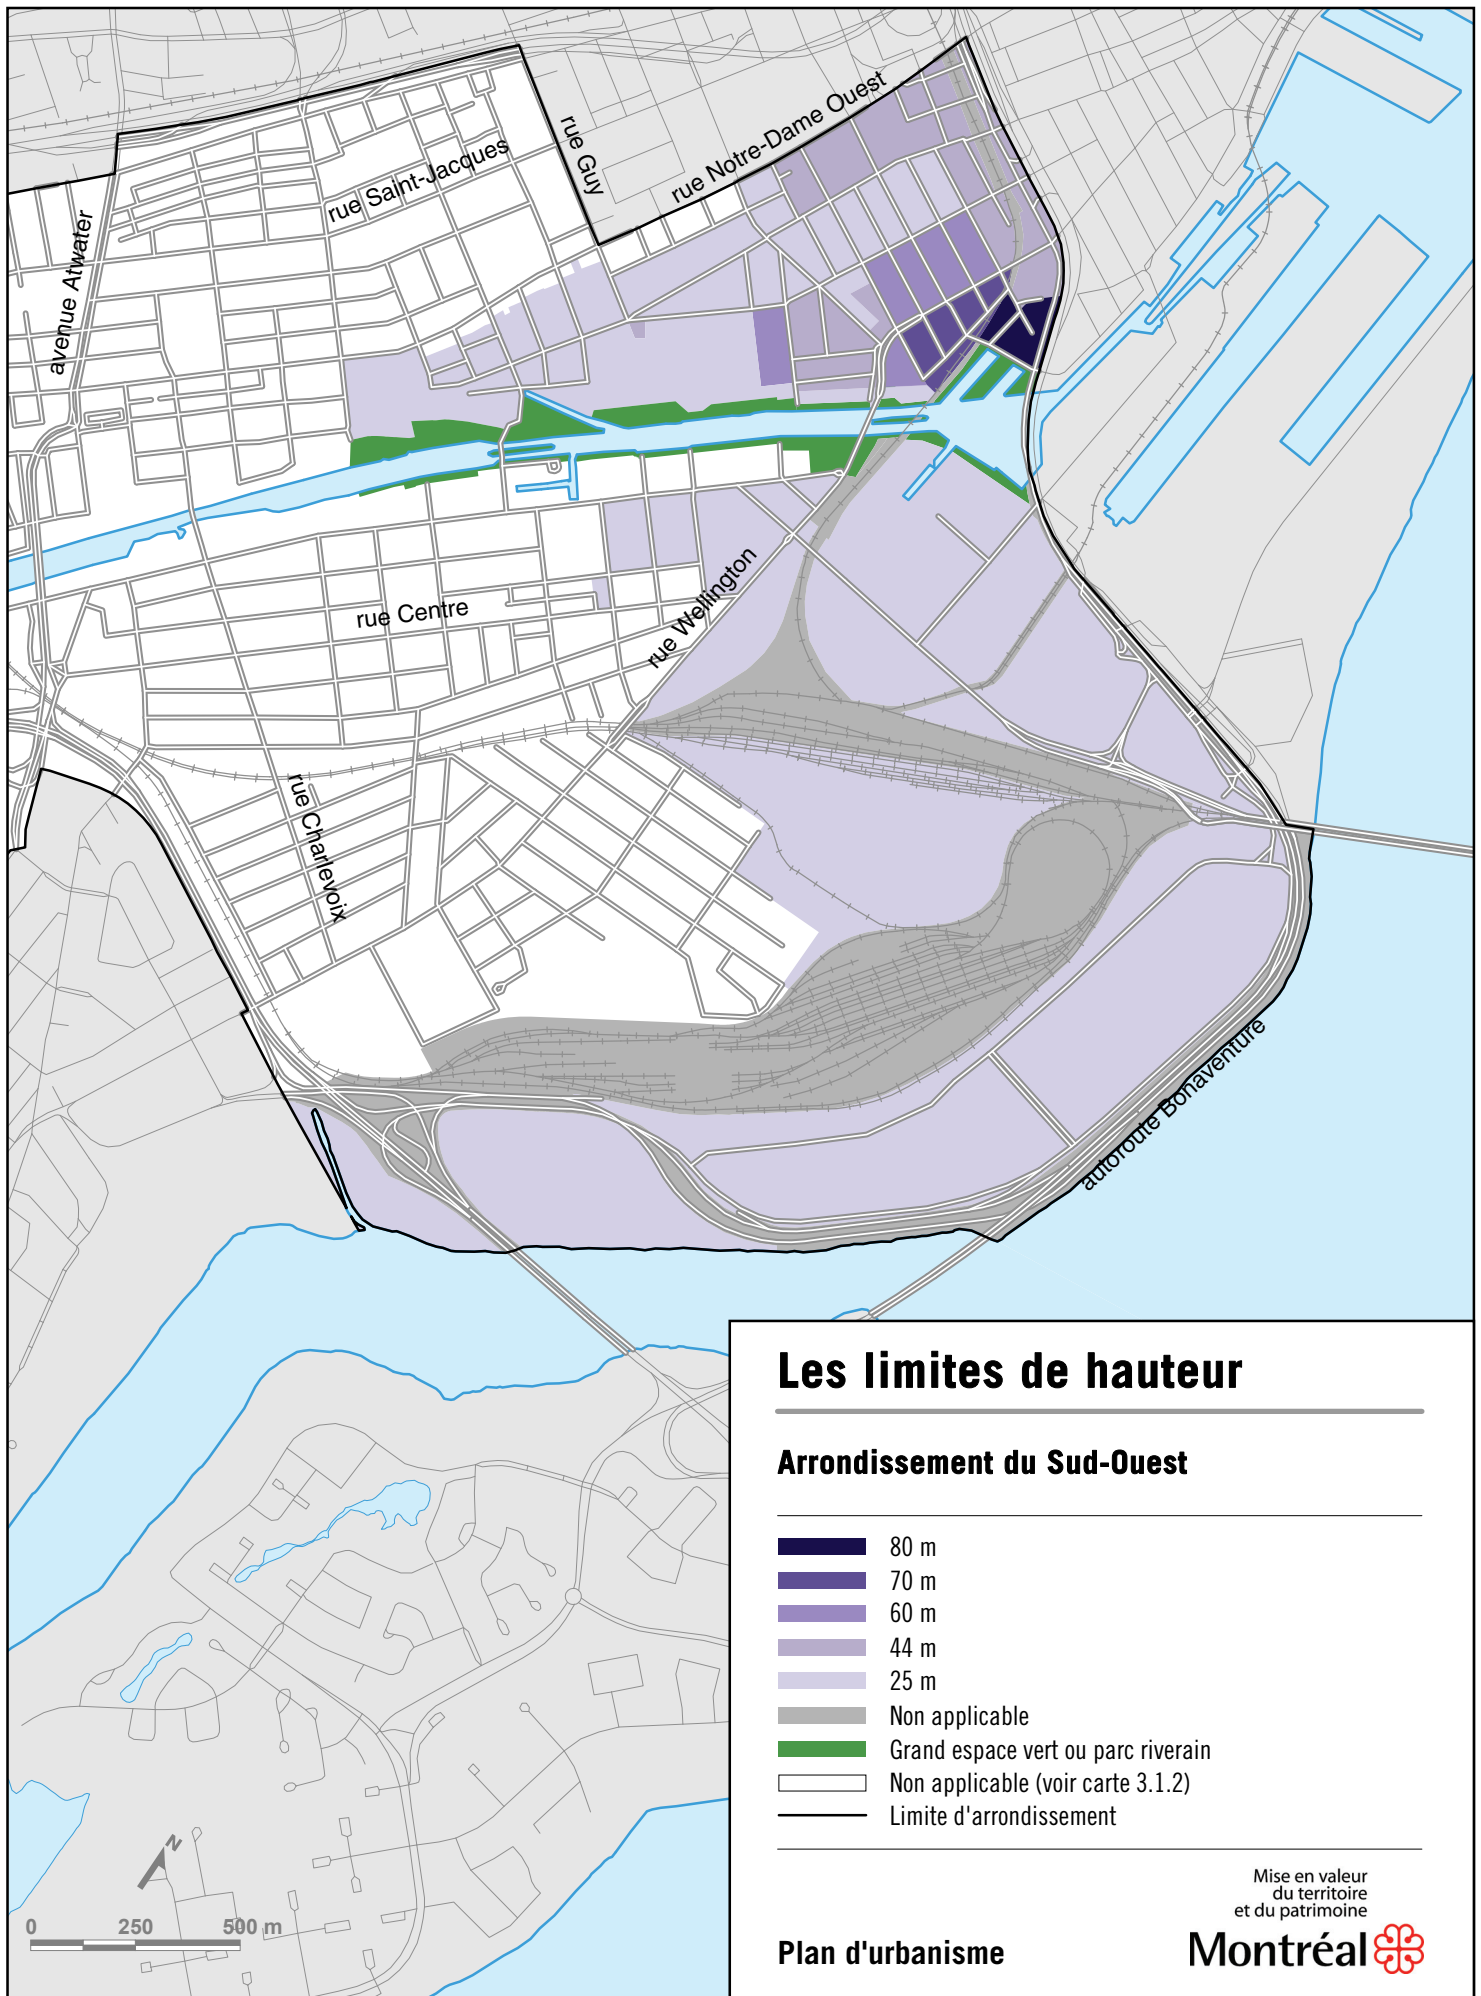 rue Notre-Dame Ouest
rue Guy
rue Saint-Jacques
avenue Atwater
rue Wellington
rue Centre
rue Charlevoix
autoroute Bonaventure
Les limites de hauteur
Arrondissement du Sud-Ouest
80 m
70 m
60 m
44 m
25 m
Non applicable
Grand espace vert ou parc riverain
Non applicable (voir carte 3.1.2)
Limite d'arrondissement
N
0 250 500 m
Mise en valeur
du territoire
et du patrimoine
Plan d'urbanisme
Montréal